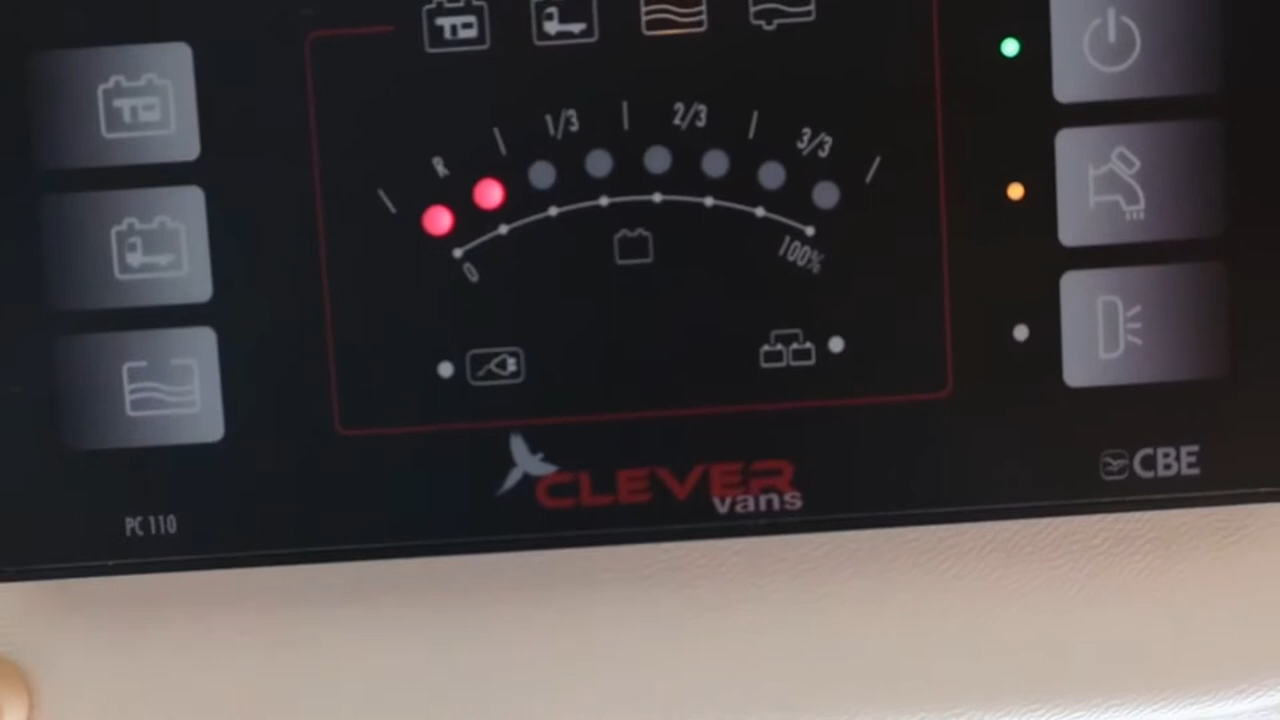 R 1/3 2/3 3/3
0 100%
CLEVER
vans
CBE
PC 110